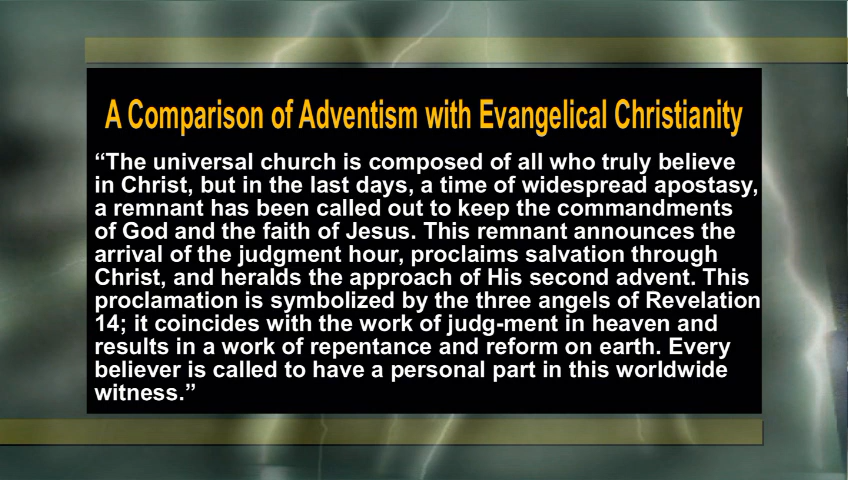 A Comparison of Adventism with Evangelical Christianity
“The universal church is composed of all who truly believe
in Christ, but in the last days, a time of widespread apostasy,
a remnant has been called out to keep the commandments
of God and the faith of Jesus. This remnant announces the
arrival of the judgment hour, proclaims salvation through
Christ, and heralds the approach of His second advent. This
proclamation is symbolized by the three angels of Revelation
14; it coincides with the work of judg-ment in heaven and
results in a work of repentance and reform on earth. Every
believer is called to have a personal part in this worldwide
witness.”